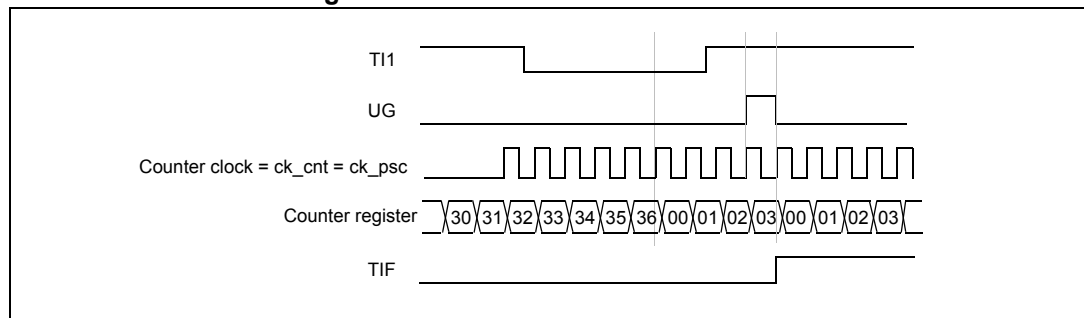 TI1
UG
Counter clock = ck_cnt = ck_psc
Counter register 30 31 32 33 34 35 36 00 01 02 03 00 01 02 03
TIF